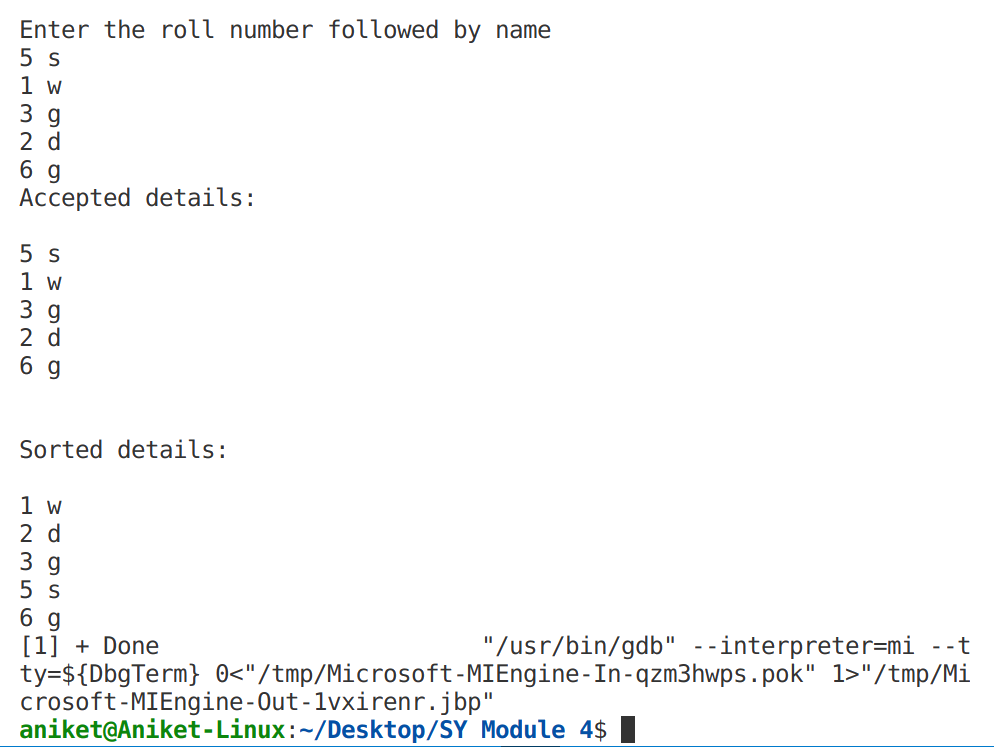 Enter the roll number followed by name
5 s
1 w
3 g
2 d
6 g
Accepted details:
5 s
1 w
3 g
2 d
6 g
Sorted details:
1 w
2 d
3 g
5 s
6 g
[1] + Done                       "/usr/bin/gdb" --interpreter=mi --t
ty=${DbgTerm} 0<"/tmp/Microsoft-MIEngine-In-qzm3hwps.pok" 1>"/tmp/Mi
crosoft-MIEngine-Out-1vxirenr.jbp"
aniket@Aniket-Linux:~/Desktop/SY Module 4$